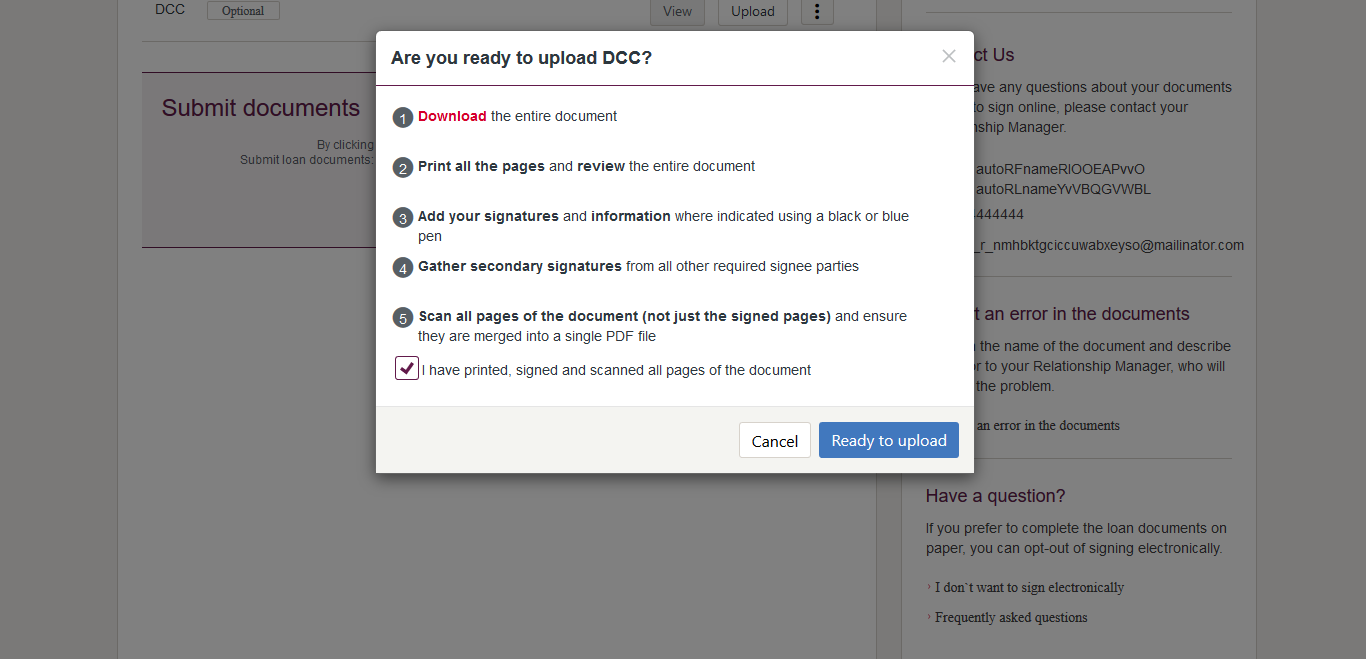 DCC
Optional
View
Upload
Are you ready to upload DCC?
1 Download the entire document
2 Print all the pages and review the entire document
3 Add your signatures and information where indicated using a black or blue
pen
4 Gather secondary signatures from all other required signee parties
5 Scan all pages of the document (not just the signed pages) and ensure
they are merged into a single PDF file
I have printed, signed and scanned all pages of the document
Cancel
Ready to upload
Submit documents
By clicking
Submit loan documents:
ct Us
ave any questions about your documents
to sign online, please contact your
nship Manager.
autoRFnameRlOOEAPvvO
autoRLnameYvVBQGVWBL
4444444
_r_nmhbktgciccuwabxeyso@mailinator.com
t an error in the documents
the name of the document and describe
or to your Relationship Manager, who will
the problem.
an error in the documents
Have a question?
If you prefer to complete the loan documents on
paper, you can opt-out of signing electronically.
› I don`t want to sign electronically
› Frequently asked questions